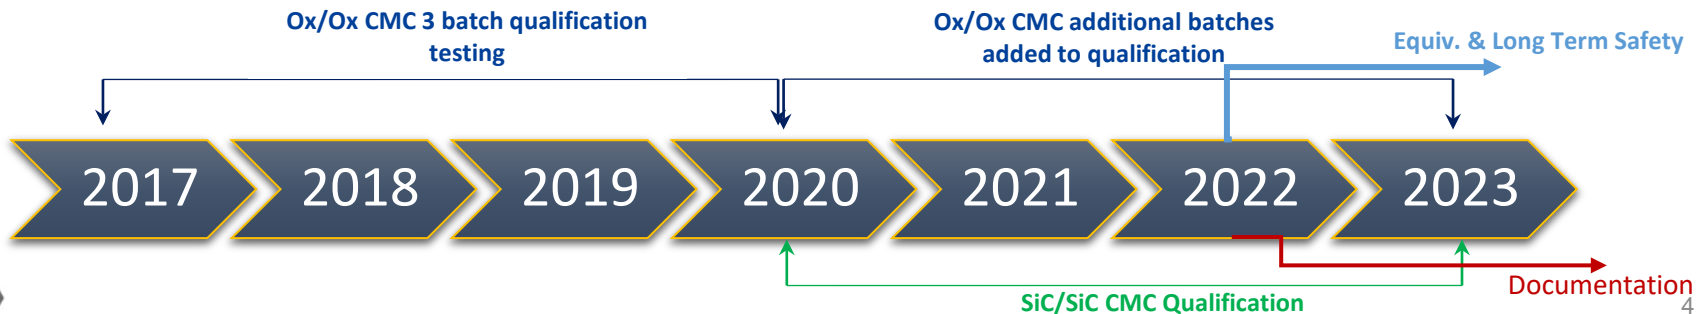 Ox/Ox CMC 3 batch qualification
testing
Ox/Ox CMC additional batches
added to qualification
Equiv. & Long Term Safety
2017
2018
2019
2020
2021
2022
2023
SiC/SiC CMC Qualification
Documentation
4